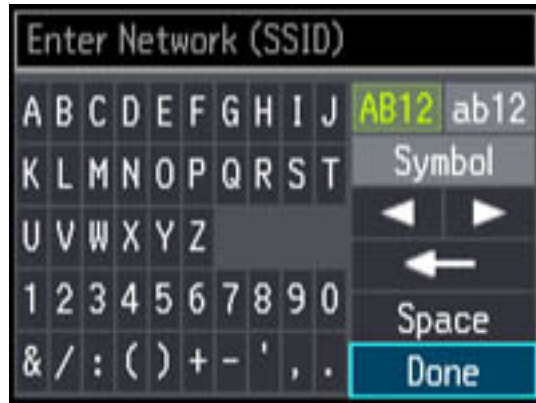 Enter Network (SSID)
A B C D E F G H I J AB12 ab12
K L M N O P Q R S T Symbol
U V W X Y Z
1 2 3 4 5 6 7 8 9 0 Space
& / : ( ) + - ' , . Done